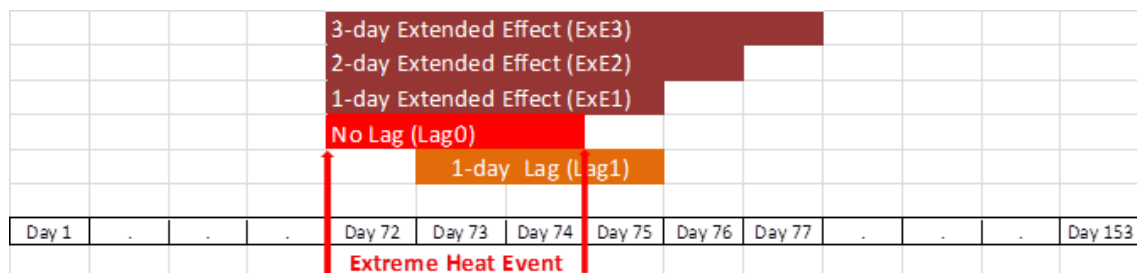 3-day Extended Effect (ExE3)
2-day Extended Effect (ExE2)
1-day Extended Effect (ExE1)
No Lag (Lag0)
1-day Lag (Lag1)
Day 1 . . . Day 72 Day 73 Day 74 Day 75 Day 76 Day 77 . . . Day 153
Extreme Heat Event